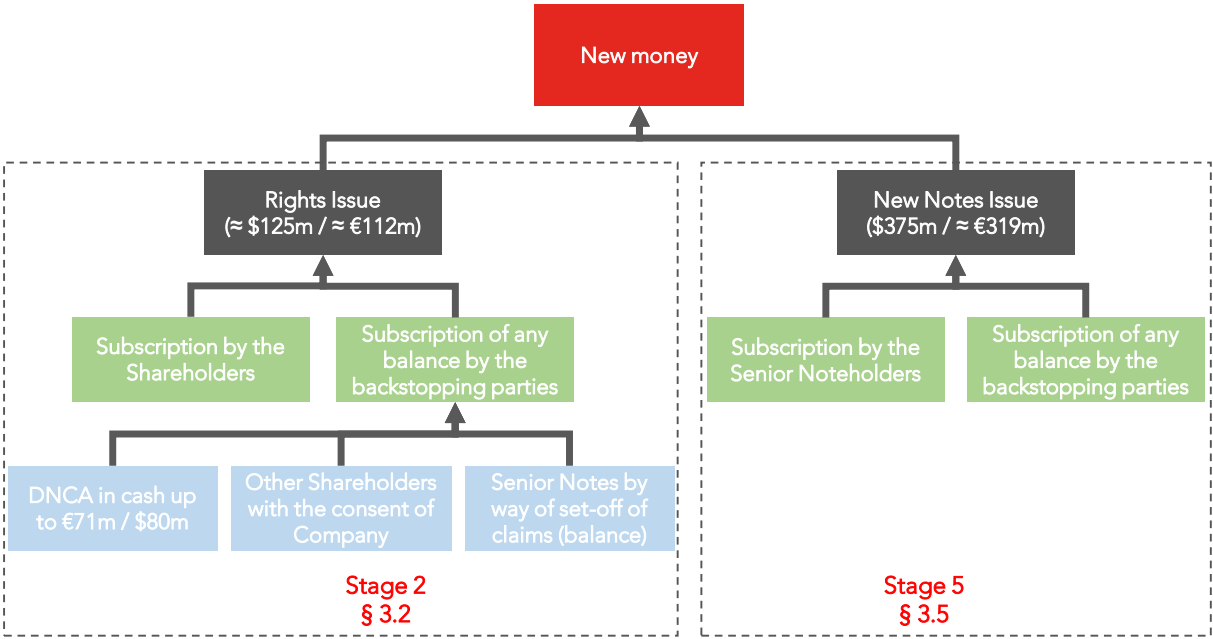 New money
Rights Issue
(≈ $125m / ≈ €112m)
New Notes Issue
($375m / ≈ €319m)
Subscription by the
Shareholders
Subscription of any
balance by the
backstopping parties
Subscription by the
Senior Noteholders
Subscription of any
balance by the
backstopping parties
DNCA in cash up
to €71m / $80m
Other Shareholders
with the consent of
Company
Senior Notes by
way of set-off of
claims (balance)
Stage 2
§ 3.2
Stage 5
§ 3.5